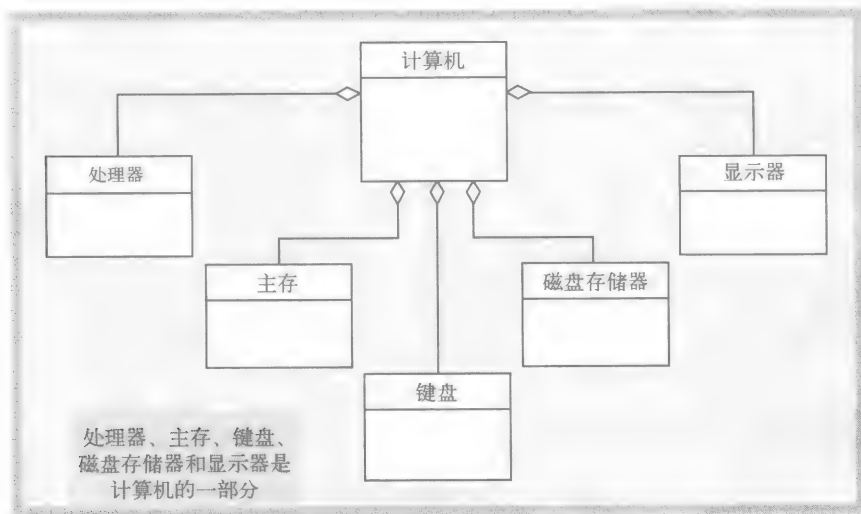 计算机
处理器
显示器
主存
磁盘存储器
键盘
处理器、主存、键盘、
磁盘存储器和显示器是
计算机的一部分